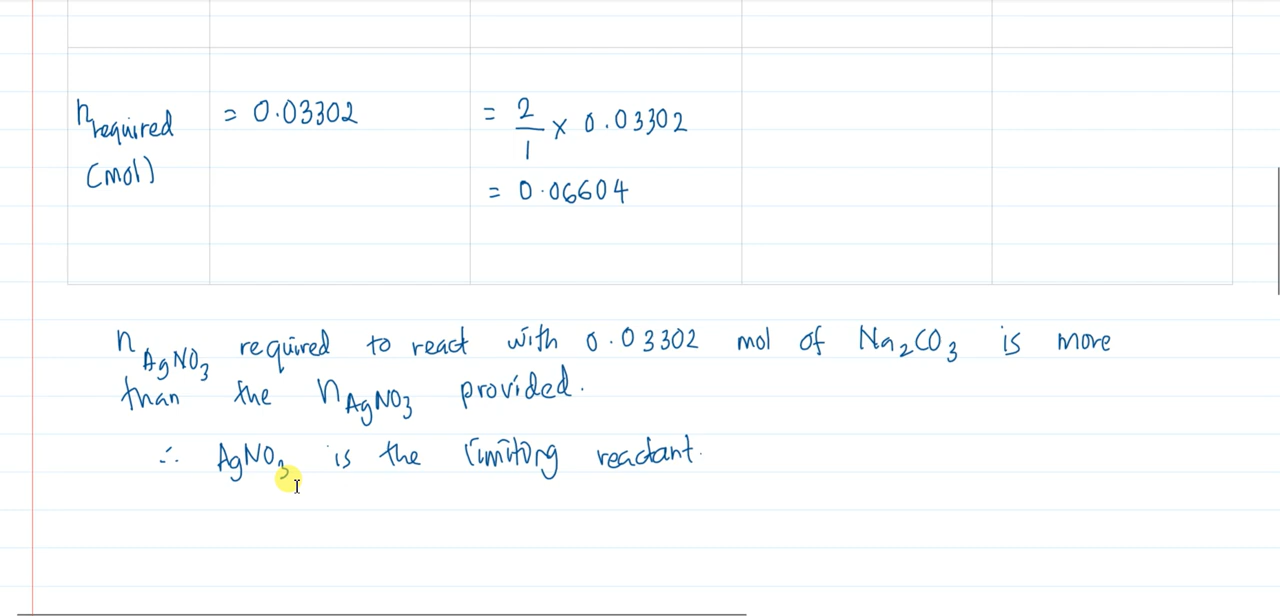 n required (mol) = 0.03302 = 2/1 × 0.03302
= 0.06604
n AgNO₃ required to react with 0.03302 mol of Na₂CO₃ is more
than the n AgNO₃ provided.
∴ AgNO₃ is the limiting reactant.